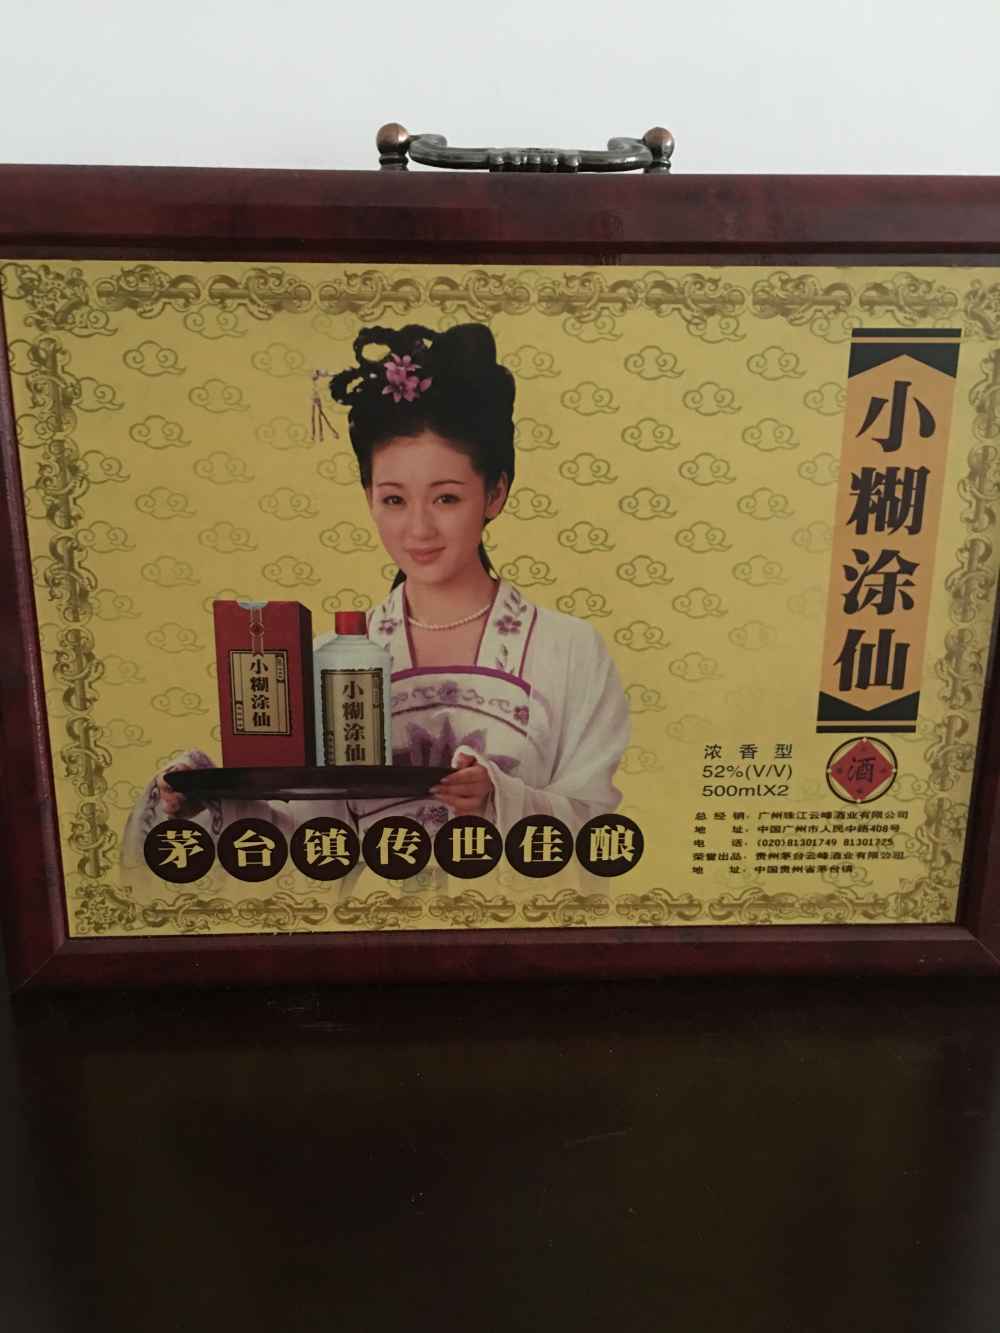 小糊涂仙
小糊涂仙
小糊涂仙
酒
浓香型
52%(V/V)
500mlX2
总经销：广州珠江云峰酒业有限公司
地址：中国广州市人民中路408号
电话：(020)81301749 81301775
荣誉出品：贵州茅台云峰酒业有限公司
地址：中国贵州省茅台镇
茅台镇传世佳酿